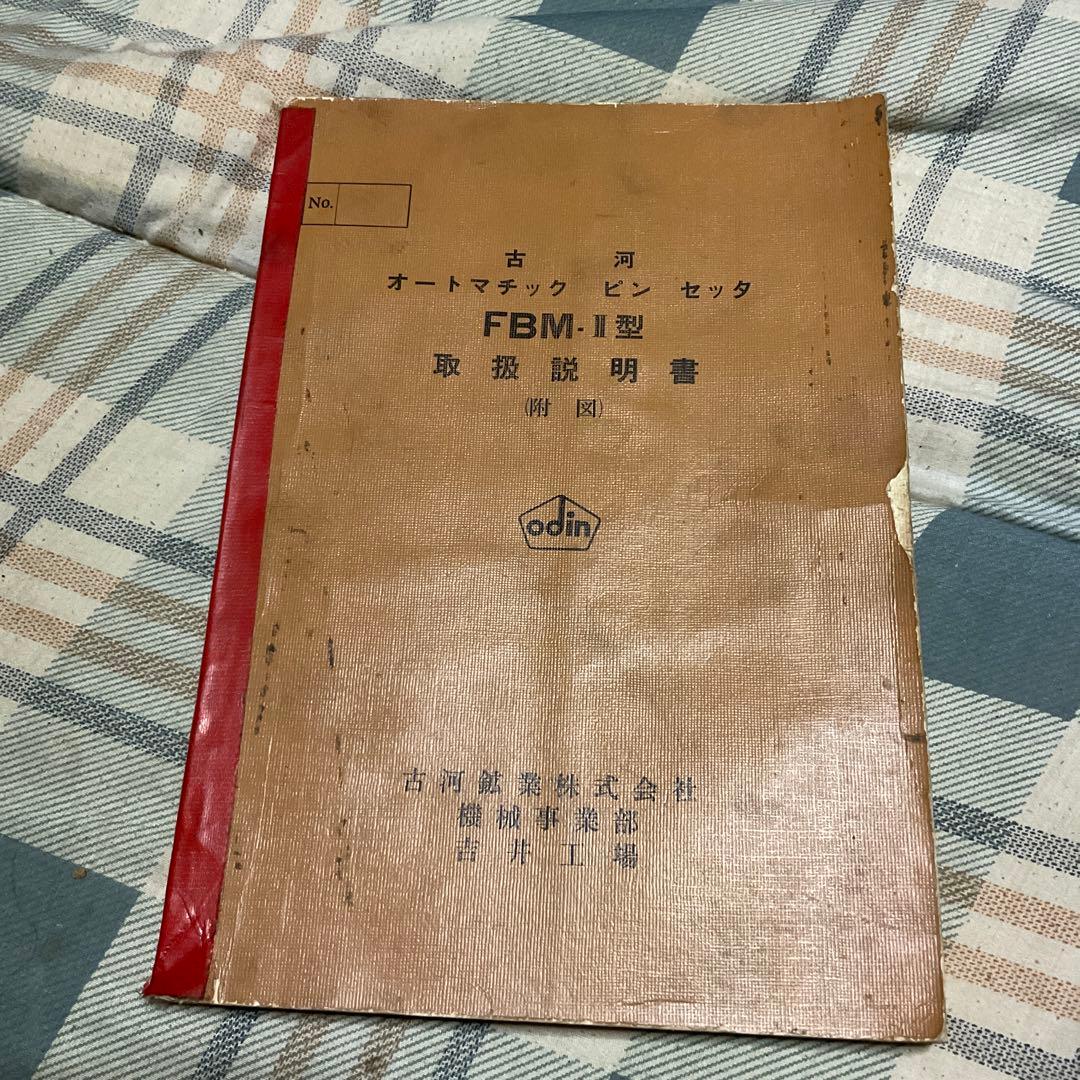 No.
古河
オートマチック ピン セッタ
FBM-Ⅱ型
取扱説明書
(附図)
odin
古河鉱業株式会社
機械事業部
吉井工場